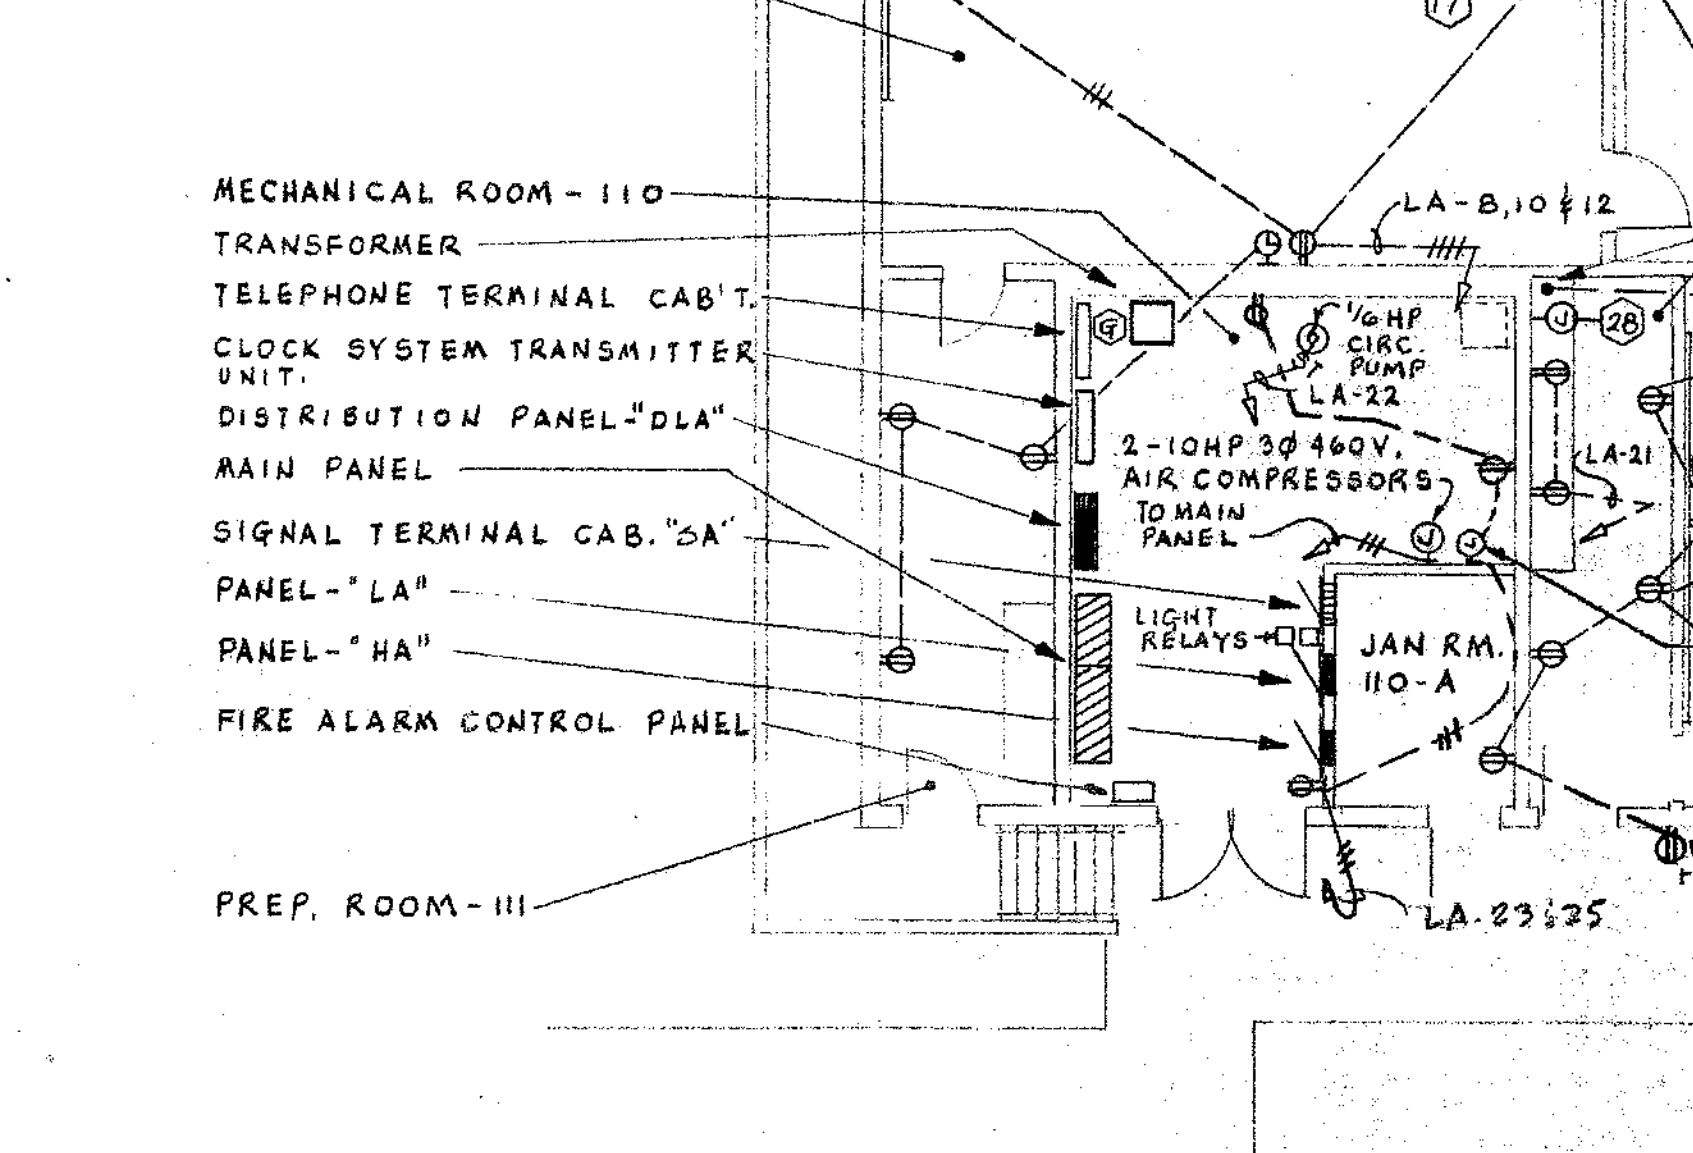 17
MECHANICAL ROOM - 110
LA - 8, 10 & 12
TRANSFORMER
TELEPHONE TERMINAL CAB'T.
G
1/6 HP
CIRC.
PUMP
J
28
CLOCK SYSTEM TRANSMITTER
UNIT.
LA-22
DISTRIBUTION PANEL-"DLA"
2-10HP 3Ø 460V.
AIR COMPRESSORS
LA-21
MAIN PANEL
TO MAIN
PANEL
J
J
SIGNAL TERMINAL CAB. "SA"
PANEL-"LA"
LIGHT
RELAYS
JAN RM.
110-A
PANEL-"HA"
FIRE ALARM CONTROL PANEL
PREP. ROOM-111
LA-23 & 25